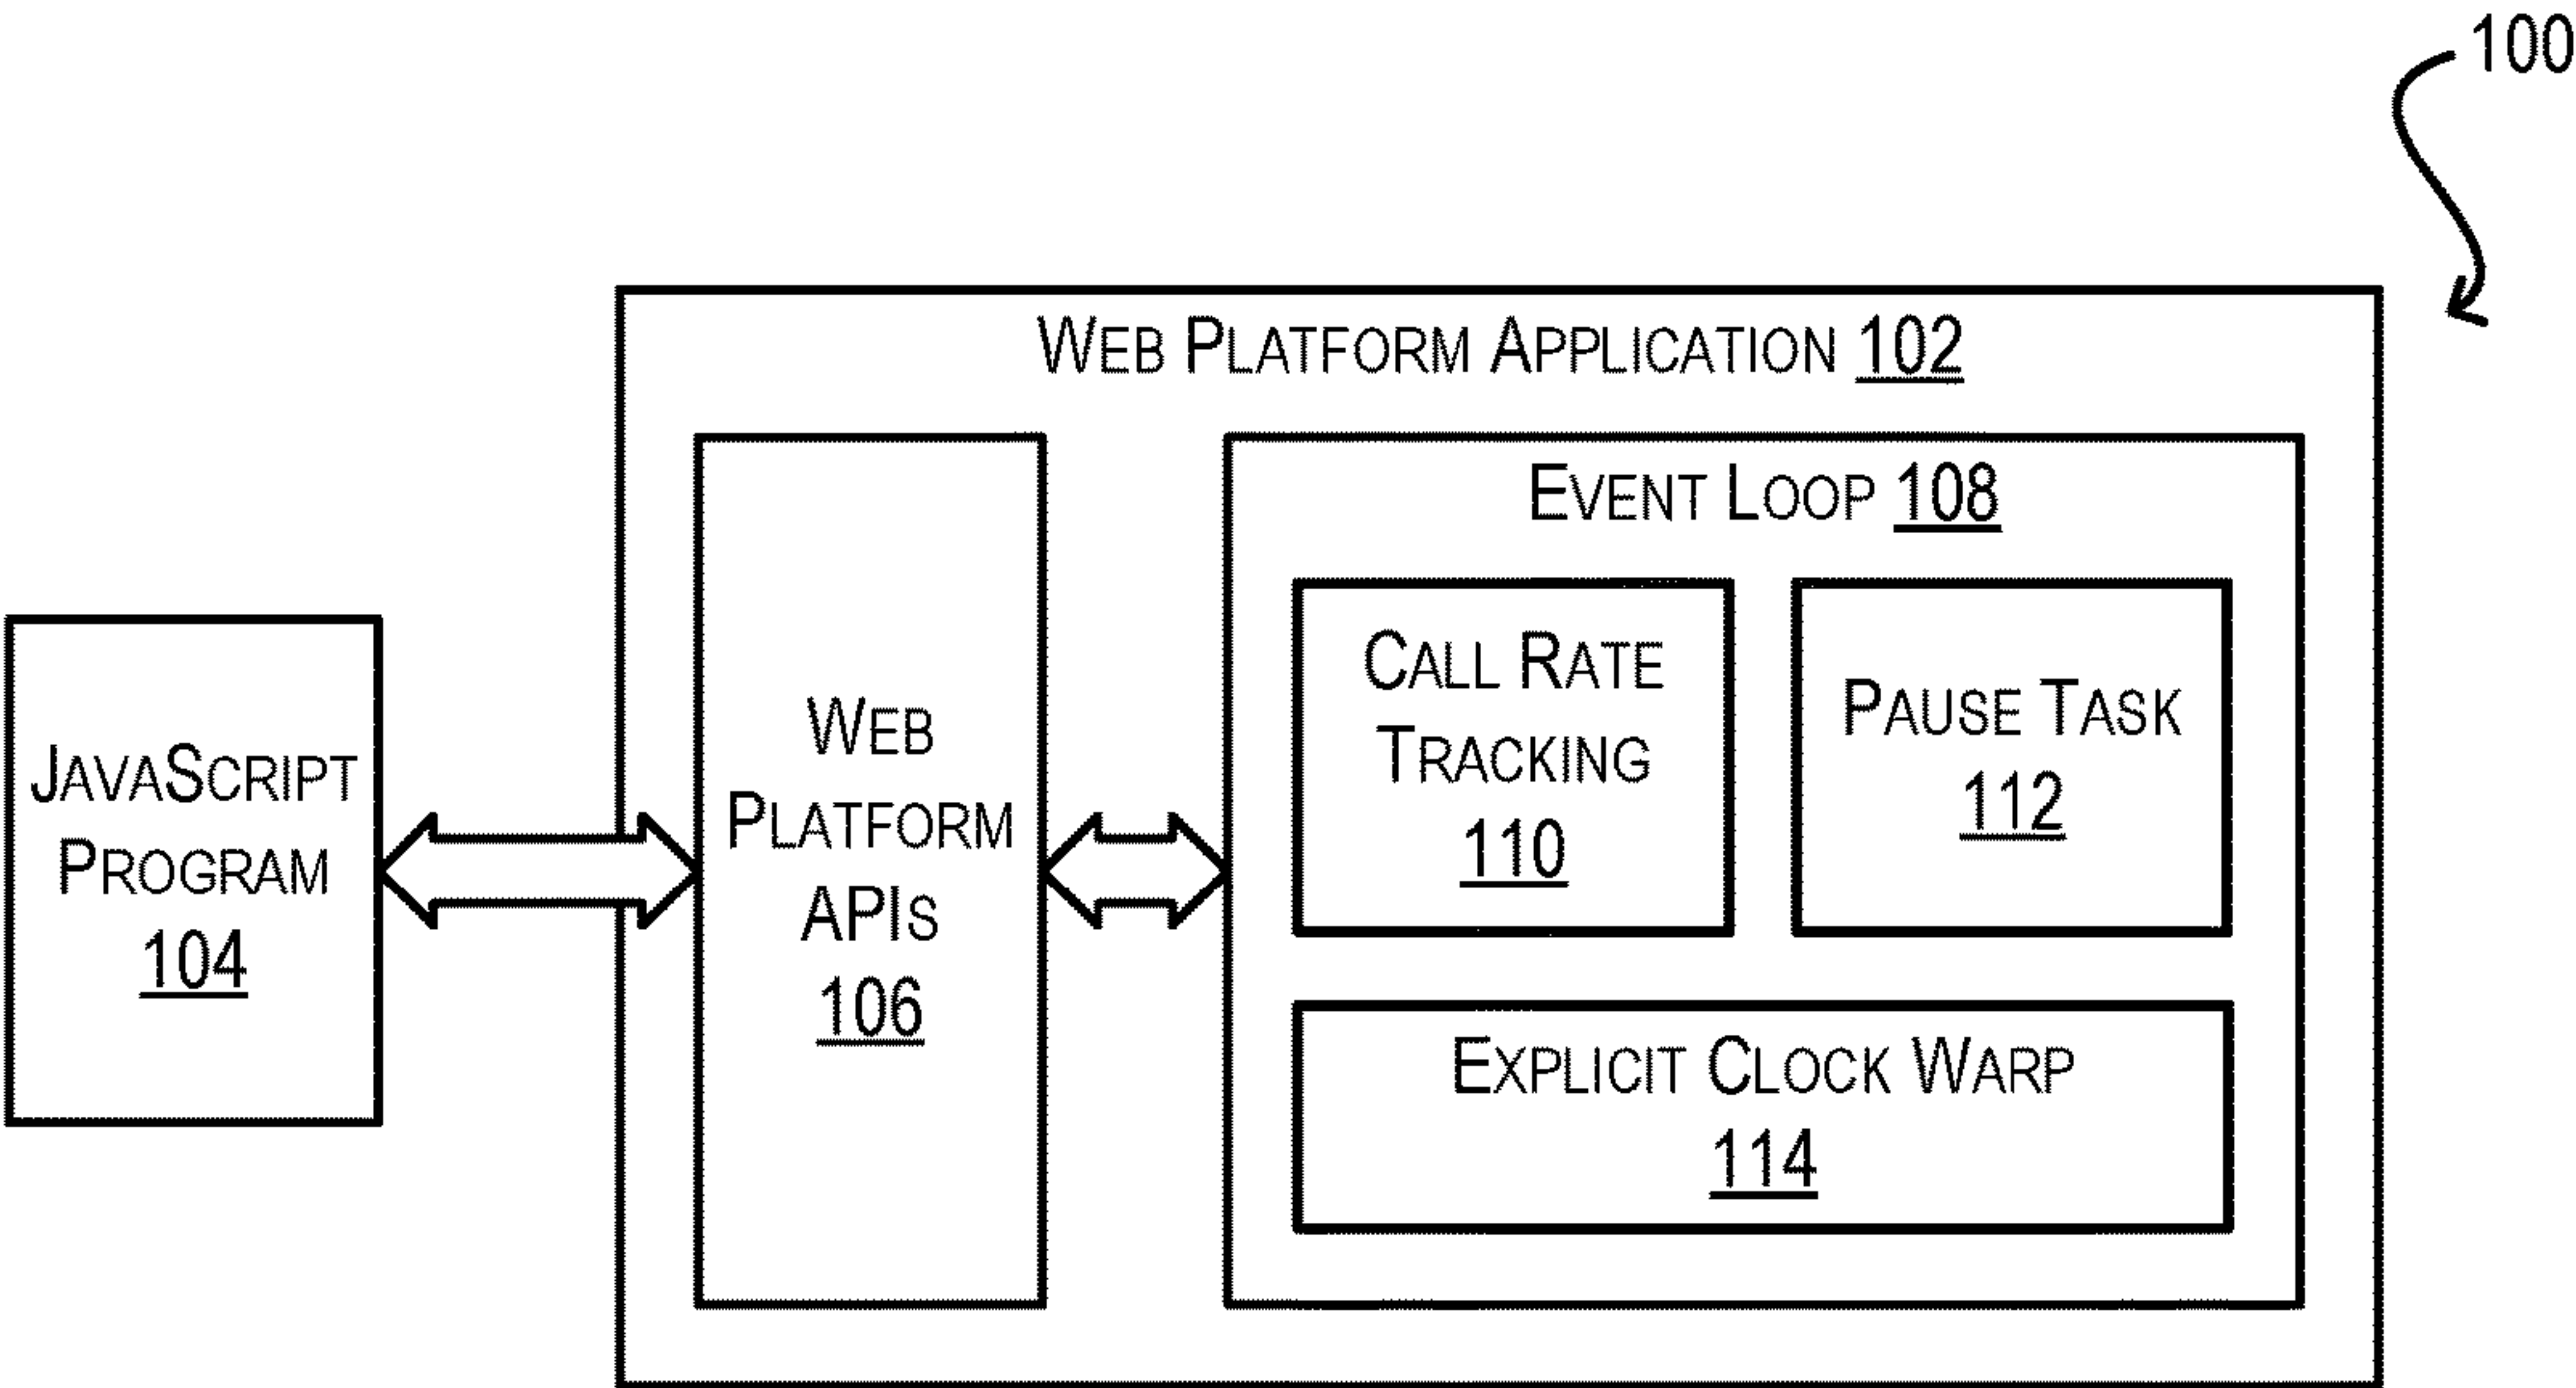 100
WEB PLATFORM APPLICATION 102
JAVASCRIPT
PROGRAM
104
WEB
PLATFORM
APIS
106
EVENT LOOP 108
CALL RATE
TRACKING
110
PAUSE TASK
112
EXPLICIT CLOCK WARP
114